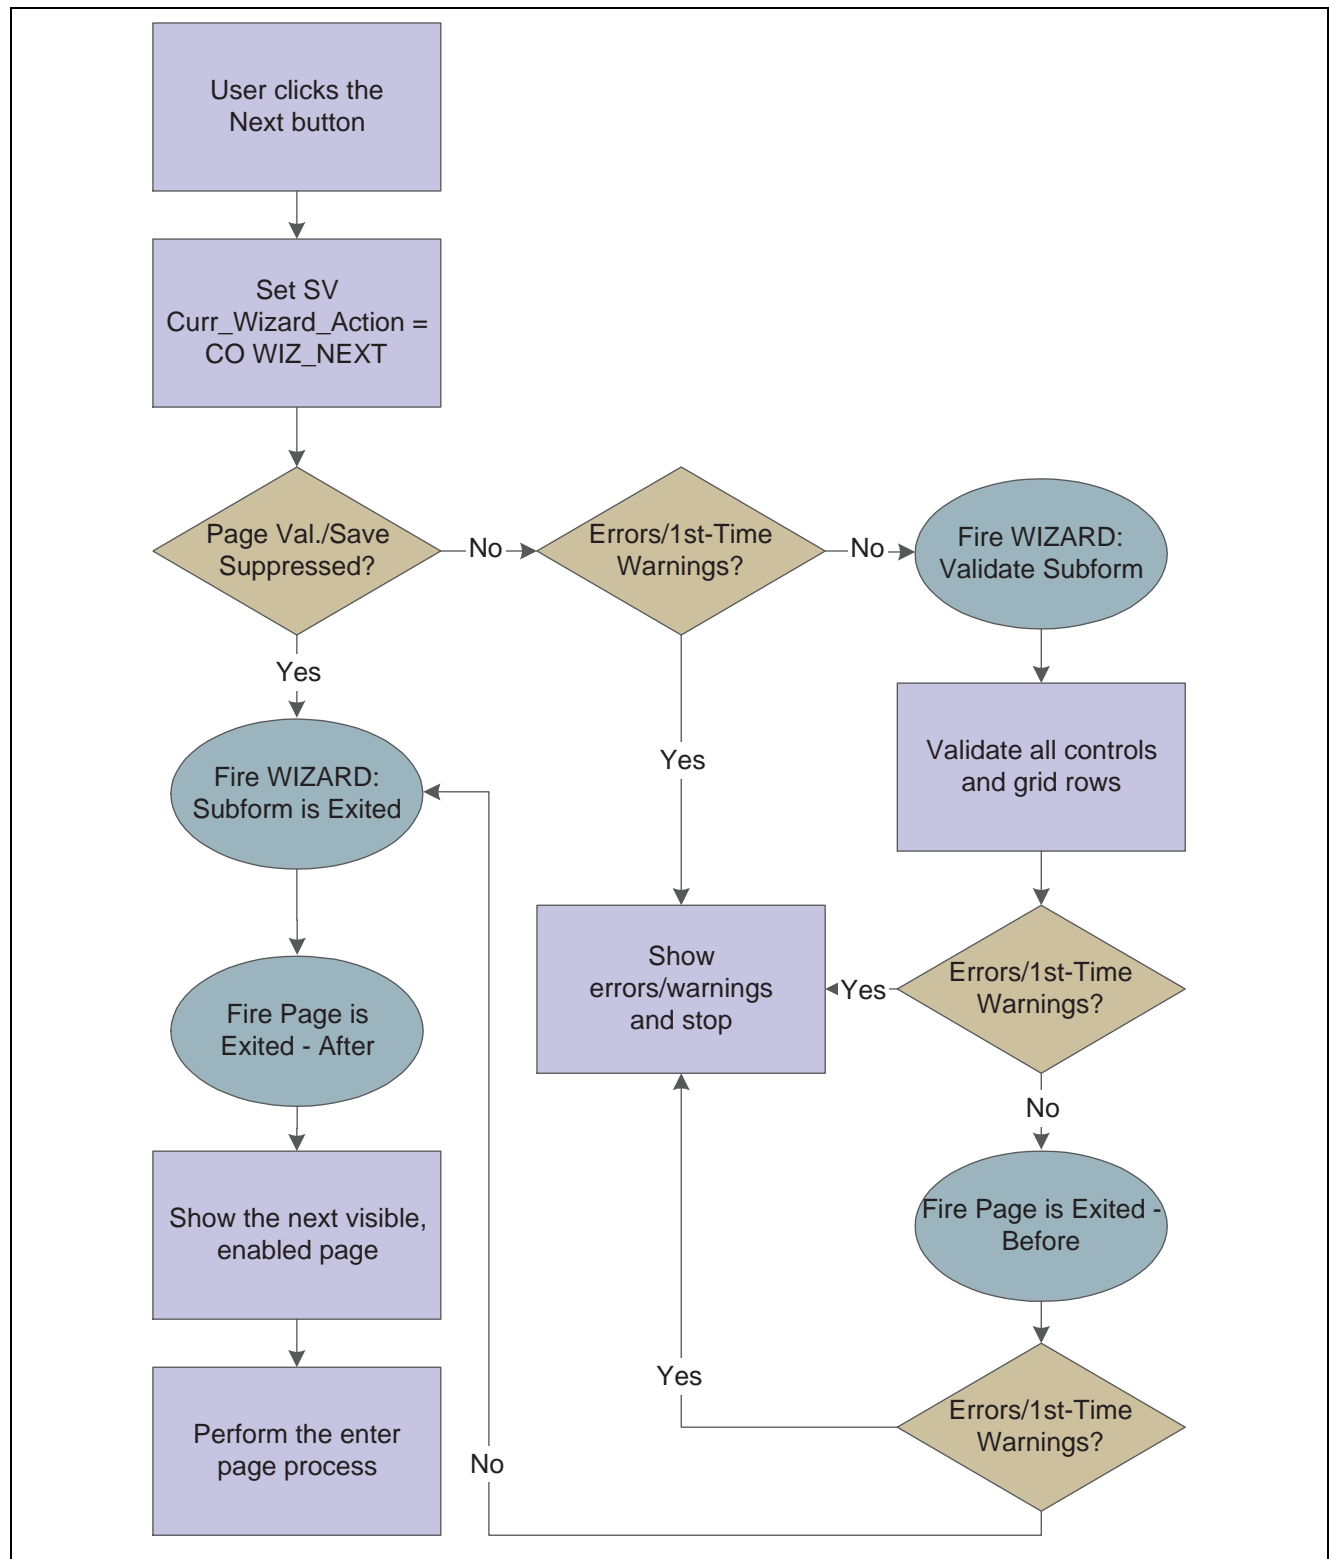 User clicks the
Next button
Set SV
Curr_Wizard_Action =
CO WIZ_NEXT
Page Val./Save
Suppressed?
No
Errors/1st-Time
Warnings?
No
Fire WIZARD:
Validate Subform
Yes
Yes
Validate all controls
and grid rows
Fire WIZARD:
Subform is Exited
Show
errors/warnings
and stop
Yes
Errors/1st-Time
Warnings?
Fire Page is
Exited - After
No
Show the next visible,
enabled page
Fire Page is Exited -
Before
Yes
Errors/1st-Time
Warnings?
Perform the enter
page process
No